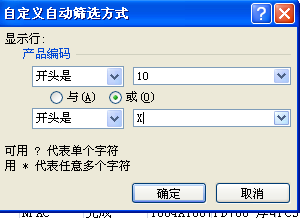 自定义自动筛选方式
显示行:
产品编码
开头是 10
与(A) 或(O)
开头是 X
可用 ? 代表单个字符
用 * 代表任意多个字符
确定 取消